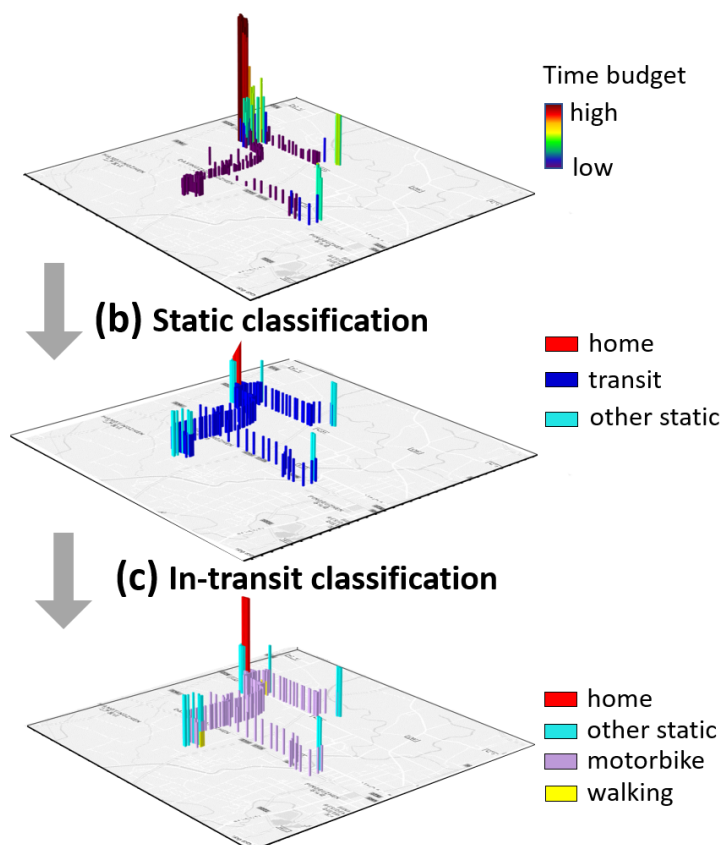 Time budget
high
low
(b) Static classification
home
transit
other static
(c) In-transit classification
home
other static
motorbike
walking